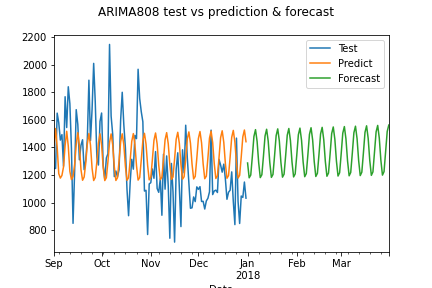 ARIMA808 test vs prediction & forecast
2200
2000
1800
1600
1400
1200
1000
800
Test
Predict
Forecast
Sep Oct Nov Dec Jan Feb Mar
2018
Date